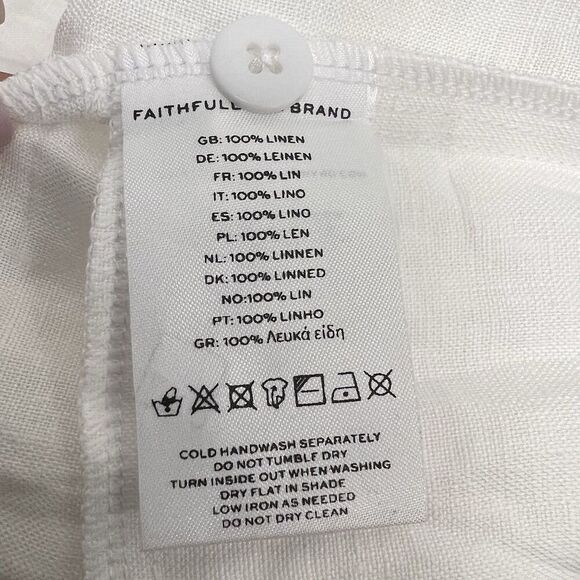 FAITHFULL BRAND
GB: 100% LINEN
DE: 100% LEINEN
FR: 100% LIN
IT: 100% LINO
ES: 100% LINO
PL: 100% LEN
NL: 100% LINNEN
DK: 100% LINNED
NO:100% LIN
PT: 100% LINHO
GR: 100% Λευκά είδη
COLD HANDWASH SEPARATELY
DO NOT TUMBLE DRY
TURN INSIDE OUT WHEN WASHING
DRY FLAT IN SHADE
LOW IRON AS NEEDED
DO NOT DRY CLEAN